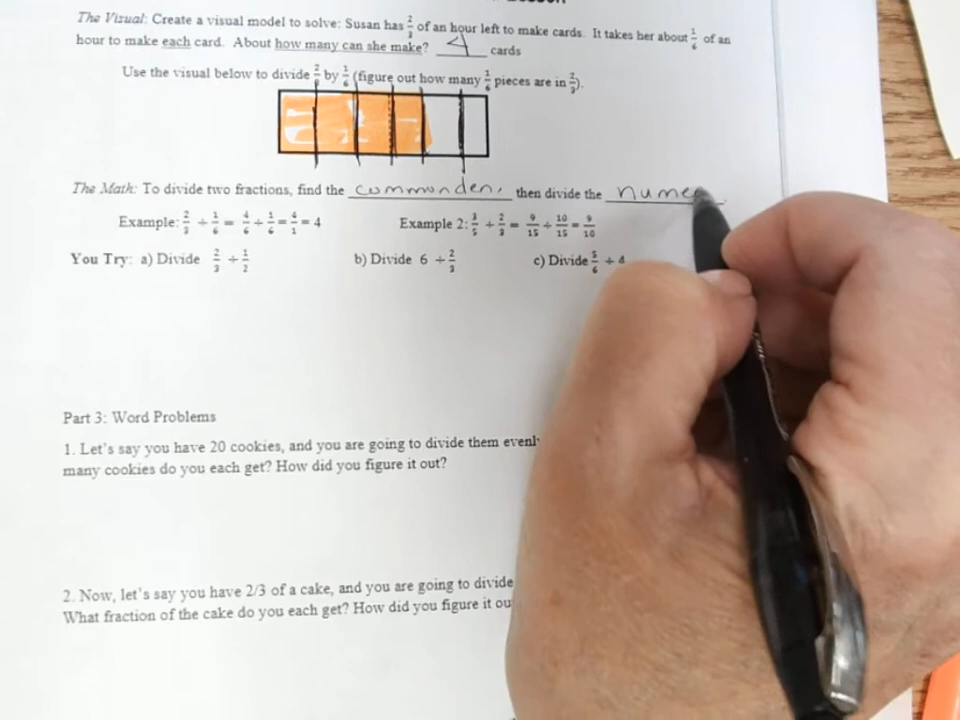 The Visual: Create a visual model to solve: Susan has 2/3 of an hour left to make cards. It takes her about 1/6 of an
hour to make each card. About how many can she make? 4 cards
Use the visual below to divide 2/3 by 1/6 (figure out how many 1/6 pieces are in 2/3).
The Math: To divide two fractions, find the common den, then divide the nume
Example: 2/3 ÷ 1/6 = 4/6 ÷ 1/6 = 4/1 = 4 Example 2: 3/5 ÷ 2/3 = 9/15 ÷ 10/15 = 9/10
You Try: a) Divide 2/3 ÷ 1/2 b) Divide 6 ÷ 2/3 c) Divide 5/6 ÷ 4
Part 3: Word Problems
1. Let's say you have 20 cookies, and you are going to divide them evenl
many cookies do you each get? How did you figure it out?
2. Now, let's say you have 2/3 of a cake, and you are going to divide
What fraction of the cake do you each get? How did you figure it ou